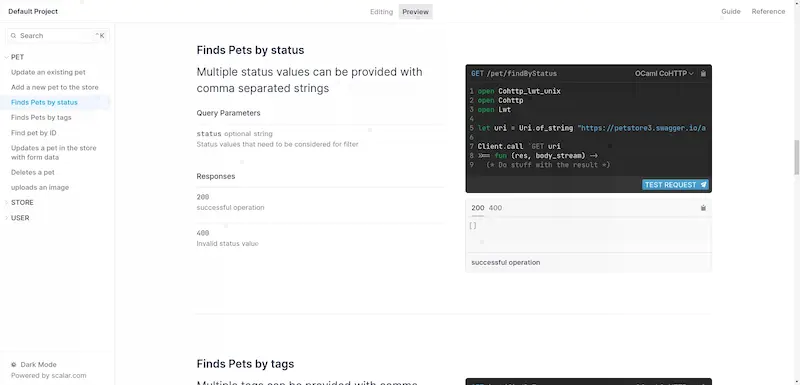 Default Project
Editing
Preview
Guide
Reference
Search
^K
PET
Update an existing pet
Add a new pet to the store
Finds Pets by status
Finds Pets by tags
Find pet by ID
Updates a pet in the store
with form data
Deletes a pet
uploads an image
STORE
USER
Dark Mode
Powered by scalar.com
Finds Pets by status
Multiple status values can be provided with
comma separated strings
Query Parameters
status optional string
Status values that need to be considered for filter
Responses
200
successful operation
400
Invalid status value
GET /pet/findByStatus
OCaml CoHTTP
1 open Cohttp_lwt_unix
2 open Cohttp
3 open Lwt
4
5 let uri = Uri.of_string "https://petstore3.swagger.io/a
6
7 Client.call `GET uri
8 >>= fun (res, body_stream) ->
9 (* Do stuff with the result *)
TEST REQUEST
200 400
[]
successful operation
Finds Pets by tags